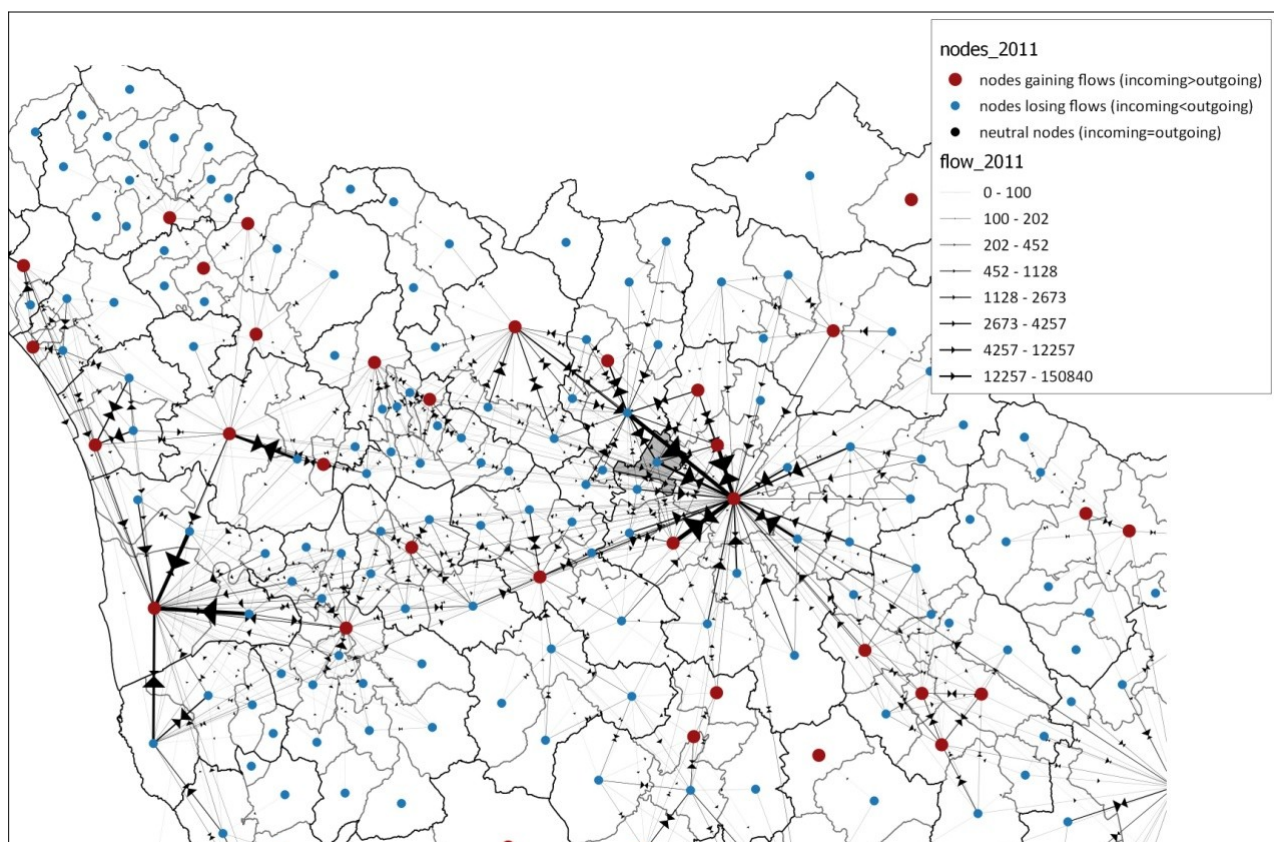 nodes_2011
nodes gaining flows (incoming>outgoing)
nodes losing flows (incoming<outgoing)
neutral nodes (incoming=outgoing)
flow_2011
0 - 100
100 - 202
202 - 452
452 - 1128
1128 - 2673
2673 - 4257
4257 - 12257
12257 - 150840